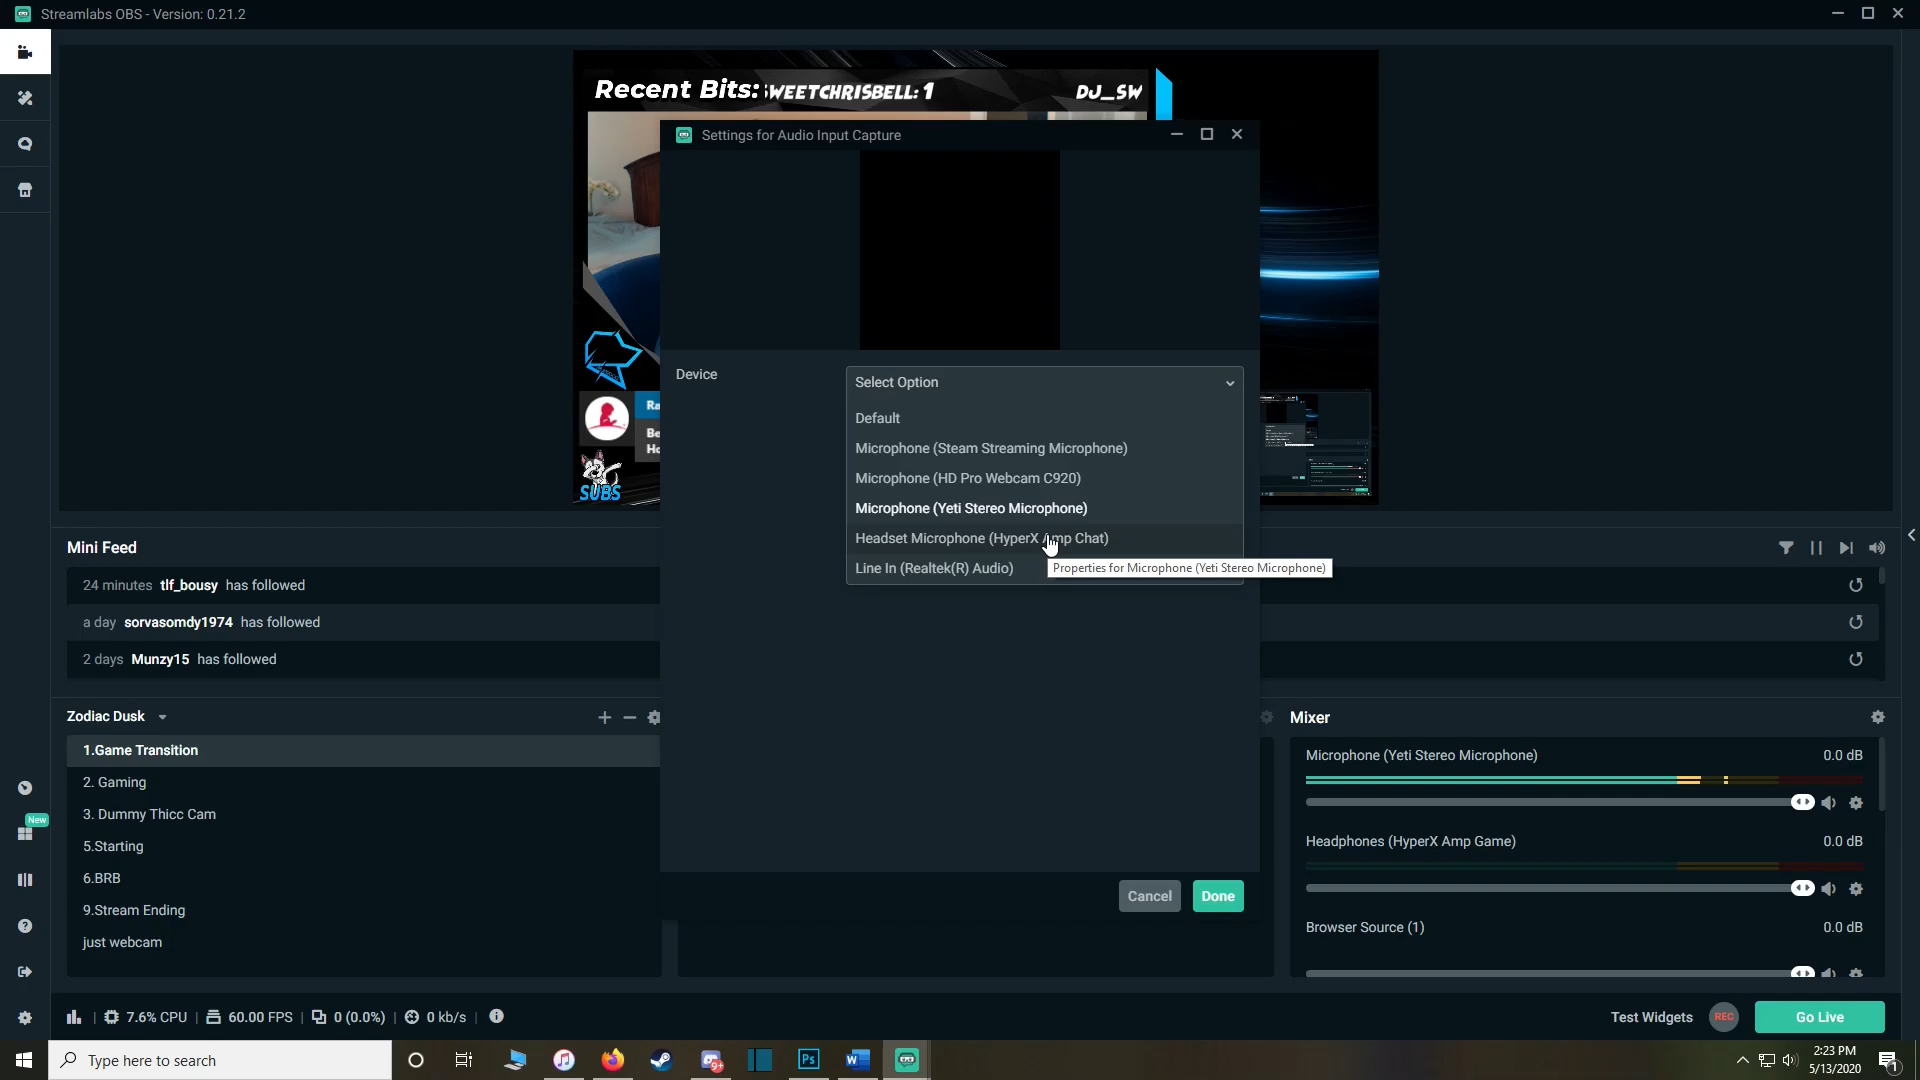 Streamlabs OBS - Version: 0.21.2
Recent Bits:
WEETCHRISBELL: 1
DJ_SW
Settings for Audio Input Capture
Device
Select Option
Default
Microphone (Steam Streaming Microphone)
Microphone (HD Pro Webcam C920)
Microphone (Yeti Stereo Microphone)
Headset Microphone (HyperX Amp Chat)
Line In (Realtek(R) Audio)
Properties for Microphone (Yeti Stereo Microphone)
Ra
Be
Ho
SUBS
Mini Feed
24 minutes tlf_bousy has followed
a day sorvasomdy1974 has followed
2 days Munzy15 has followed
Zodiac Dusk
1.Game Transition
2. Gaming
3. Dummy Thicc Cam
5.Starting
6.BRB
9.Stream Ending
just webcam
New
Cancel
Done
Mixer
Microphone (Yeti Stereo Microphone) 0.0 dB
Headphones (HyperX Amp Game) 0.0 dB
Browser Source (1) 0.0 dB
7.6% CPU | 60.00 FPS | 0 (0.0%) | 0 kb/s |
Test Widgets
REC
Go Live
Type here to search
9+
Ps
W
2:23 PM
5/13/2020
1